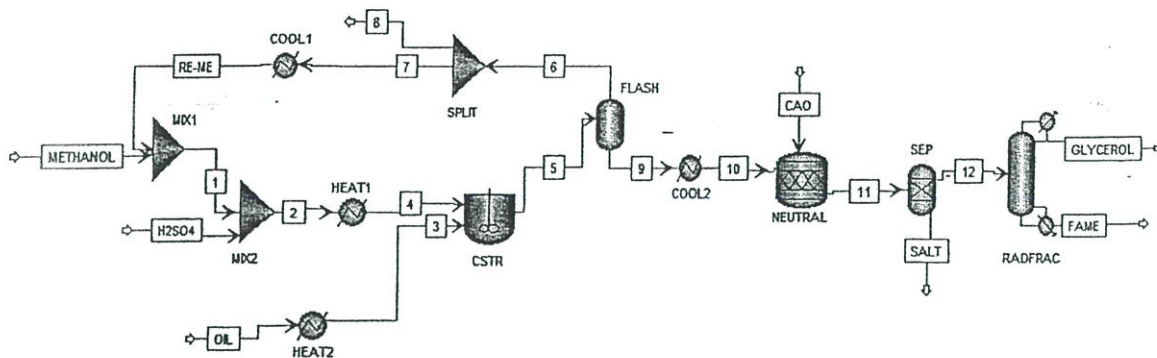 8
COOL1
RE-ME
7
6
FLASH
SPLIT
CAO
MIX1
METHANOL
5
SEP
12
GLYCEROL
1
HEAT1
9
10
COOL2
11
NEUTRAL
2
4
3
H2SO4
MIX2
CSTR
SALT
FAME
RADFRAC
OIL
HEAT2